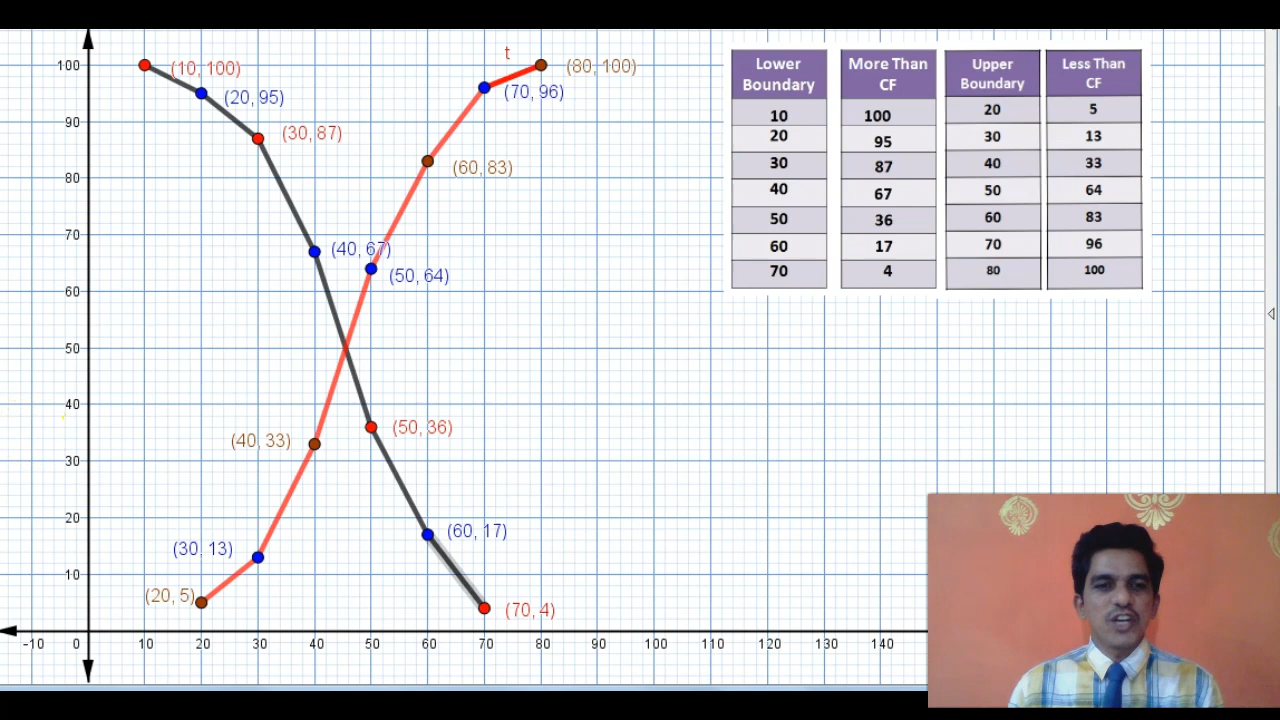 t
100
(10, 100)
(80, 100)
(20, 95)
(70, 96)
90
(30, 87)
80
(60, 83)
70
(40, 67)
(50, 64)
60
50
40
(40, 33)
(50, 36)
30
20
(60, 17)
(30, 13)
10
(20, 5)
(70, 4)
-10 0 10 20 30 40 50 60 70 80 90 100 110 120 130 140
Lower Boundary More Than CF Upper Boundary Less Than CF
10 100 20 5
20 95 30 13
30 87 40 33
40 67 50 64
50 36 60 83
60 17 70 96
70 4 80 100